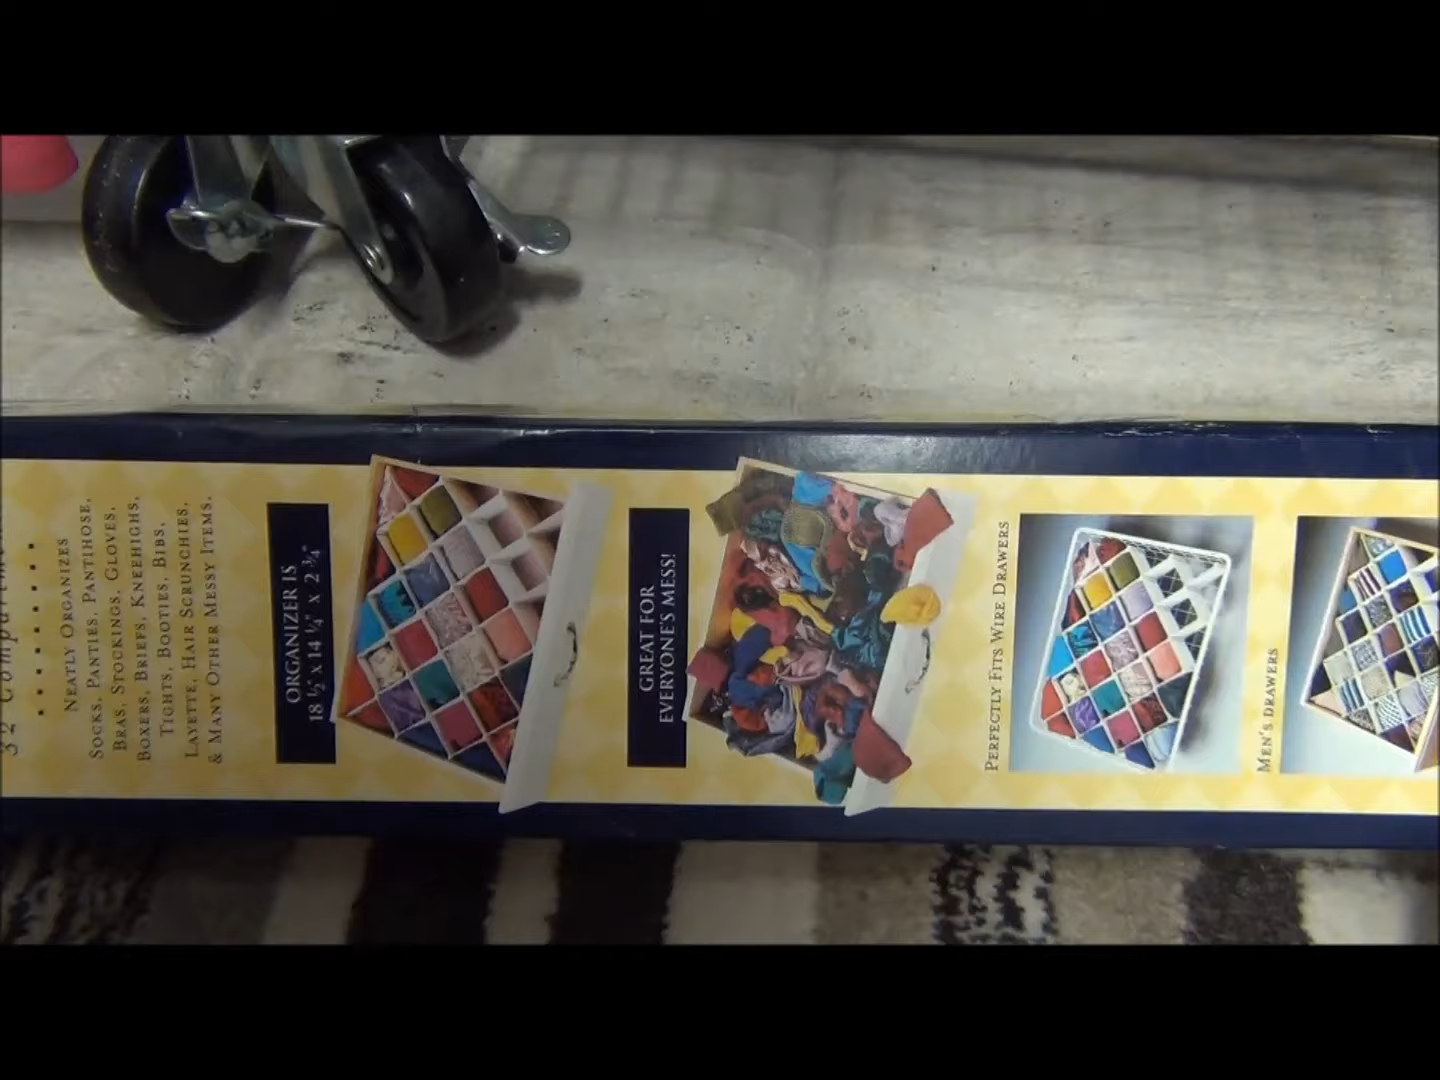 32 Compartment
NEATLY ORGANIZES
SOCKS, PANTIES, PANTIHOSE,
BRAS, STOCKINGS, GLOVES,
BOXERS, BRIEFS, KNEEHIGHS,
TIGHTS, BOOTIES, BIBS,
LAYETTE, HAIR SCRUNCHIES,
& MANY OTHER MESSY ITEMS.
ORGANIZER IS
18 ½" x 14 ¼" x 2 ¾"
GREAT FOR
EVERYONE'S MESS!
PERFECTLY FITS WIRE DRAWERS
MEN'S DRAWERS